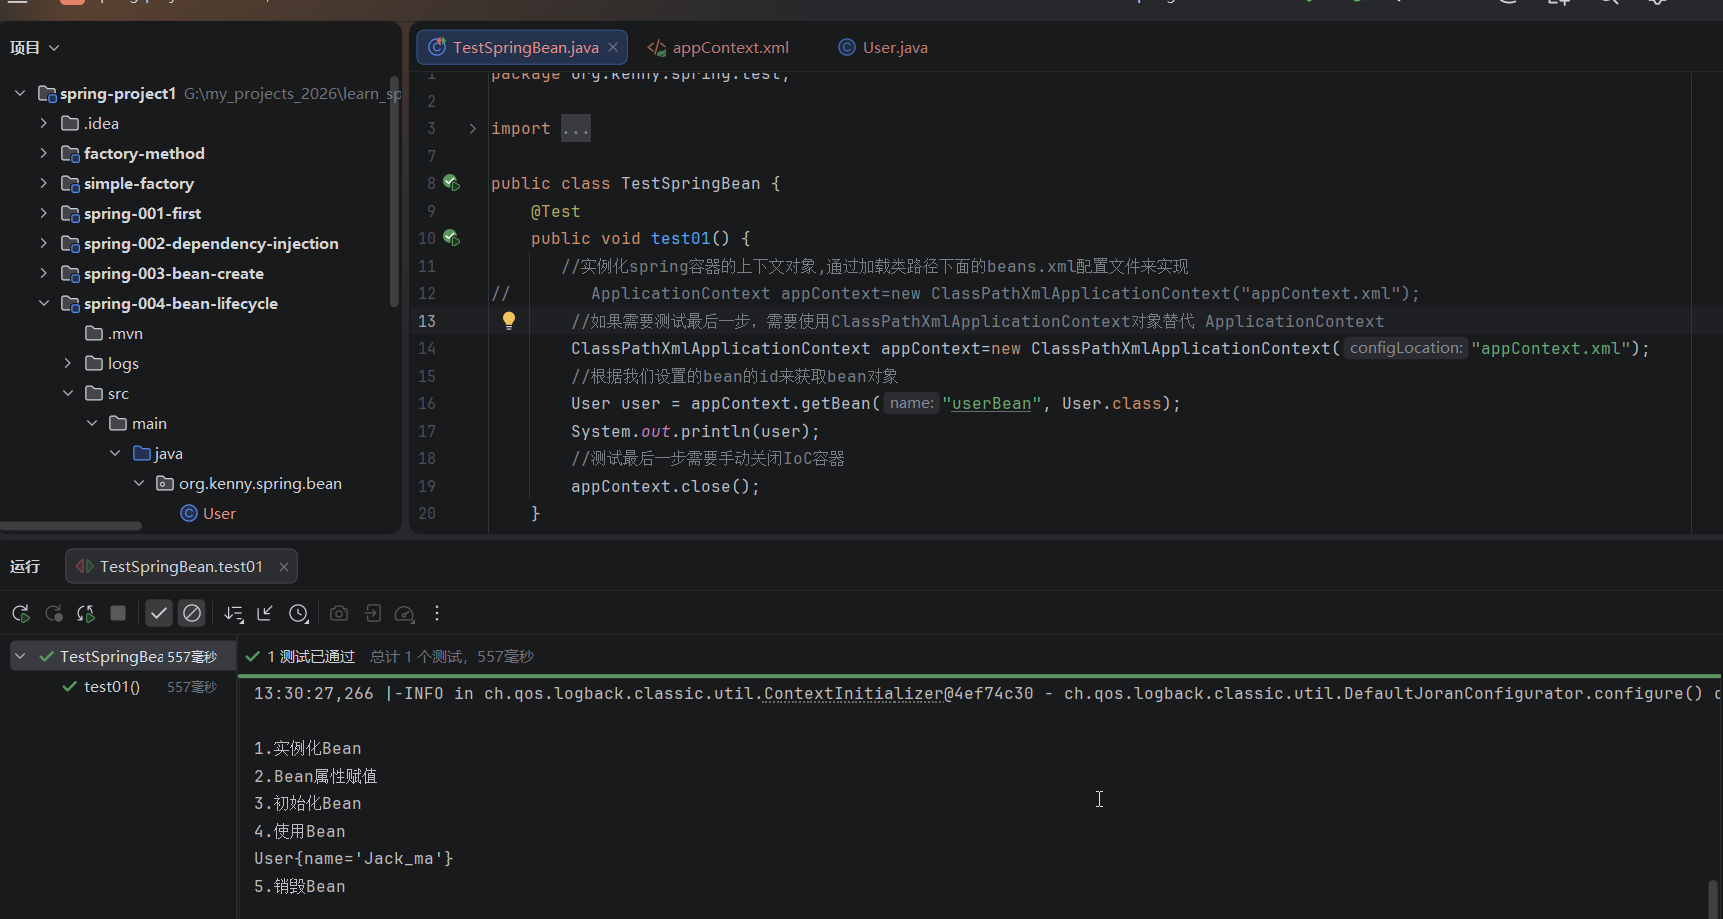 项目
spring-project1 G:\my_projects_2026\learn_sp
.idea
factory-method
simple-factory
spring-001-first
spring-002-dependency-injection
spring-003-bean-create
spring-004-bean-lifecycle
.mvn
logs
src
main
java
org.kenny.spring.bean
User
TestSpringBean.java
appContext.xml
User.java
1 package org.kenny.spring.test;
2
3 import ...
7
8 public class TestSpringBean {
9 @Test
10 public void test01() {
11 //实例化spring容器的上下文对象,通过加载类路径下面的beans.xml配置文件来实现
12 // ApplicationContext appContext=new ClassPathXmlApplicationContext("appContext.xml");
13 //如果需要测试最后一步，需要使用ClassPathXmlApplicationContext对象替代 ApplicationContext
14 ClassPathXmlApplicationContext appContext=new ClassPathXmlApplicationContext( configLocation: "appContext.xml");
15 //根据我们设置的bean的id来获取bean对象
16 User user = appContext.getBean( name: "userBean", User.class);
17 System.out.println(user);
18 //测试最后一步需要手动关闭IoC容器
19 appContext.close();
20 }
运行
TestSpringBean.test01
TestSpringBea 557毫秒
test01() 557毫秒
1 测试已通过 总计 1 个测试, 557毫秒
13:30:27,266 |-INFO in ch.qos.logback.classic.util.ContextInitializer@4ef74c30 - ch.qos.logback.classic.util.DefaultJoranConfigurator.configure()
1.实例化Bean
2.Bean属性赋值
3.初始化Bean
4.使用Bean
User{name='Jack_ma'}
5.销毁Bean